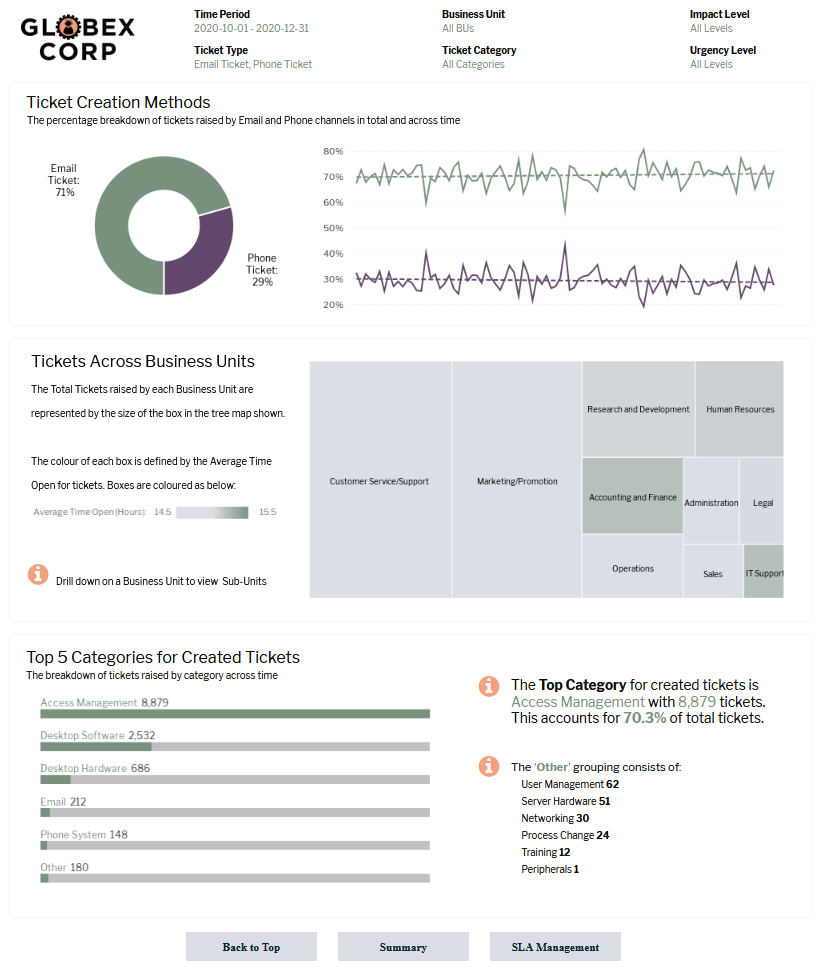 GLOBEX
CORP
Time Period
2020-10-01 - 2020-12-31
Business Unit
All BUs
Impact Level
All Levels
Ticket Type
Email Ticket, Phone Ticket
Ticket Category
All Categories
Urgency Level
All Levels
Ticket Creation Methods
The percentage breakdown of tickets raised by Email and Phone channels in total and across time
Email
Ticket:
71%
Phone
Ticket:
29%
80%
70%
60%
50%
40%
30%
20%
Tickets Across Business Units
The Total Tickets raised by each Business Unit are
represented by the size of the box in the tree map shown.
The colour of each box is defined by the Average Time
Open for tickets. Boxes are coloured as below:
Average Time Open (Hours): 14.5 15.5
Drill down on a Business Unit to view Sub-Units
Customer Service/Support
Marketing/Promotion
Research and Development
Human Resources
Accounting and Finance
Administration
Legal
Operations
Sales
IT Support
Top 5 Categories for Created Tickets
The breakdown of tickets raised by category across time
Access Management 8,879
Desktop Software 2,532
Desktop Hardware 686
Email 212
Phone System 148
Other 180
The Top Category for created tickets is
Access Management with 8,879 tickets.
This accounts for 70.3% of total tickets.
The 'Other' grouping consists of:
User Management 62
Server Hardware 51
Networking 30
Process Change 24
Training 12
Peripherals 1
Back to Top
Summary
SLA Management